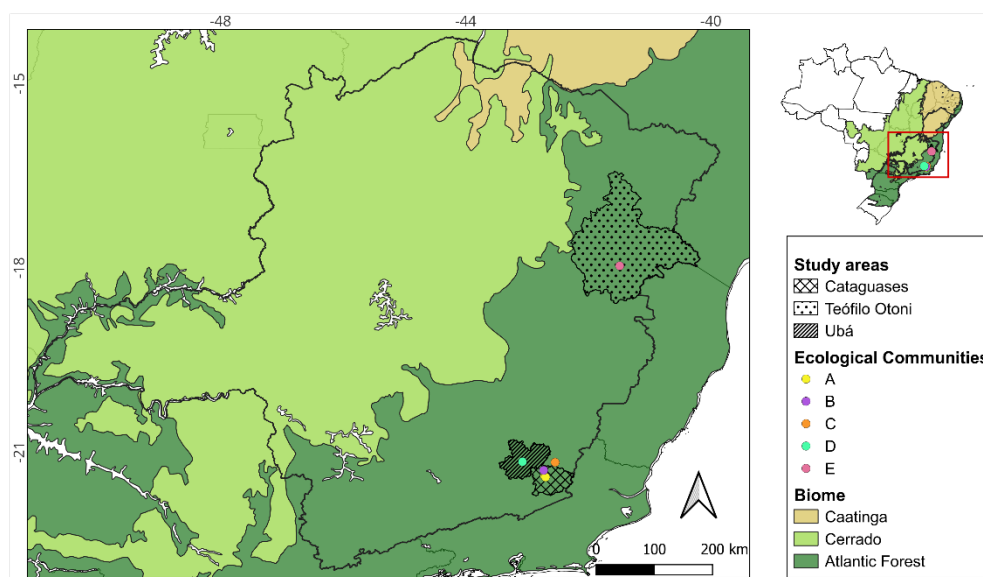 -48 -44 -40
-15
-18
-21
0 100 200 km
Study areas
Cataguases
Teófilo Otoni
Ubá
Ecological Communities
A
B
C
D
E
Biome
Caatinga
Cerrado
Atlantic Forest